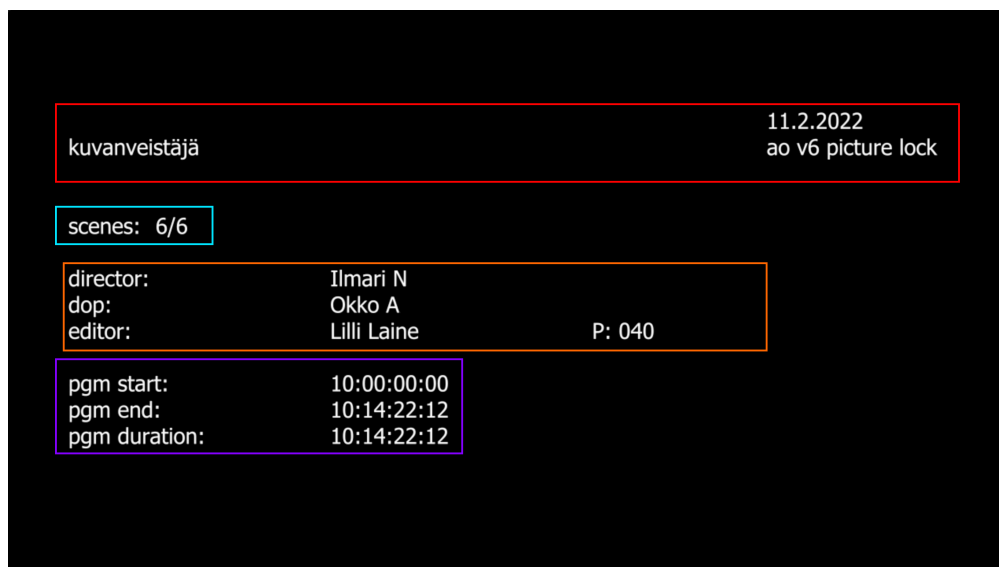 11.2.2022
kuvanveistäjä ao v6 picture lock
scenes: 6/6
director: Ilmari N
dop: Okko A
editor: Lilli Laine P: 040
pgm start: 10:00:00:00
pgm end: 10:14:22:12
pgm duration: 10:14:22:12